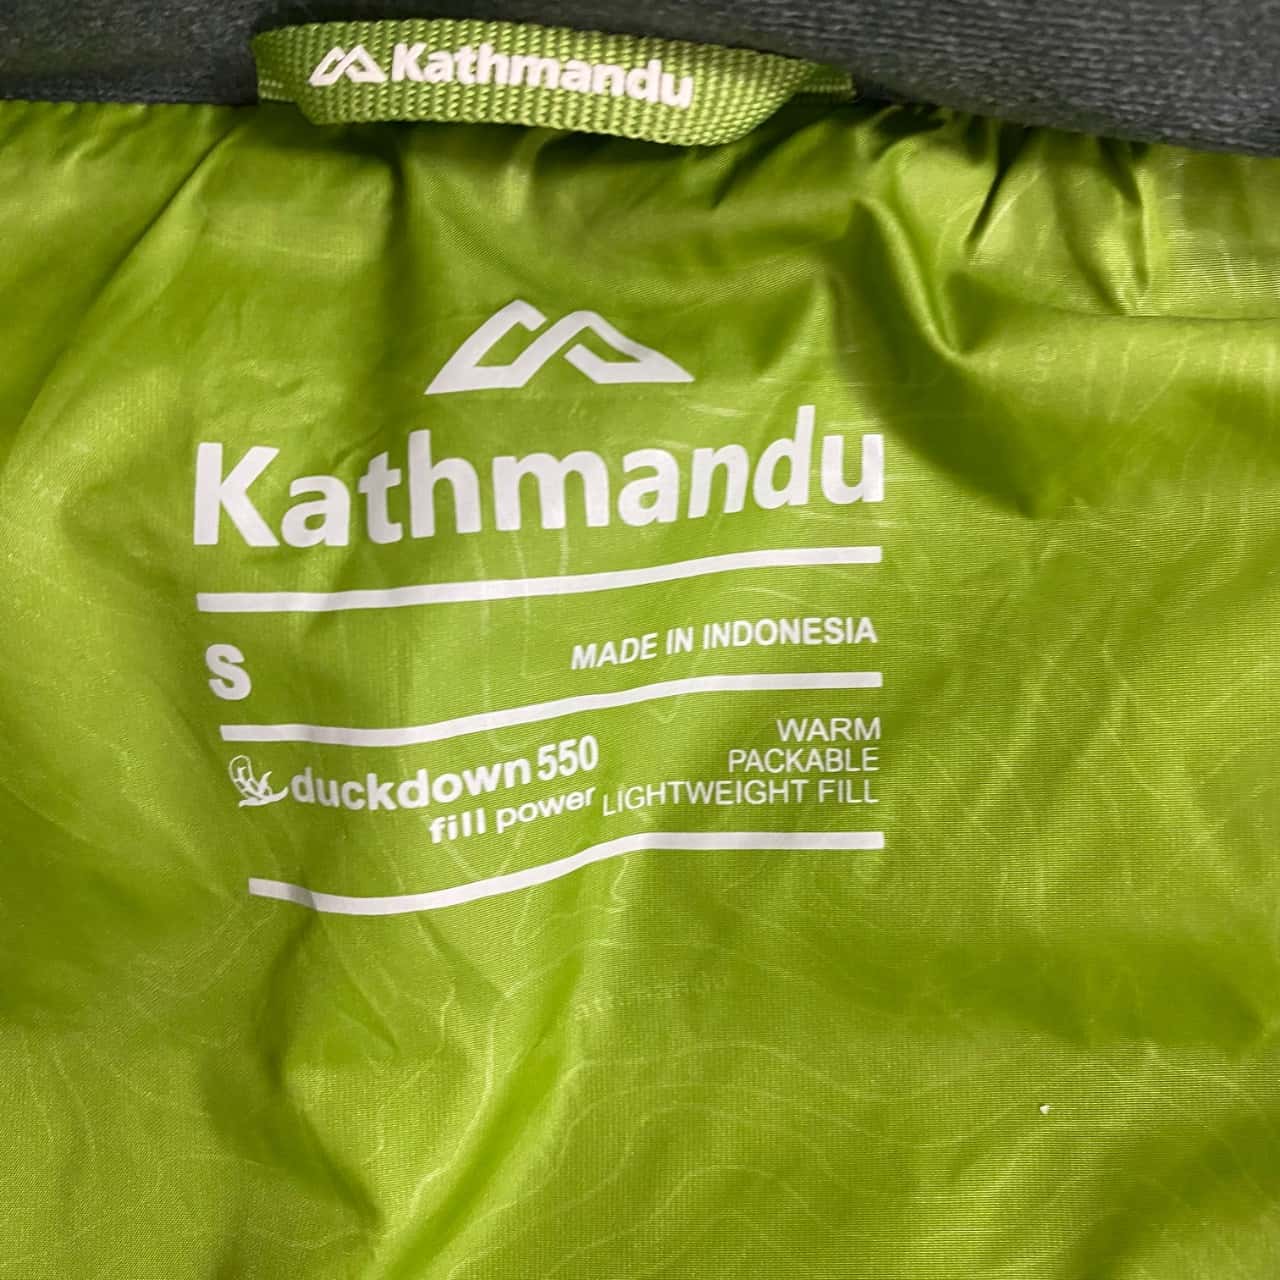 Kathmandu
Kathmandu
S
MADE IN INDONESIA
duckdown 550
fill power
WARM
PACKABLE
LIGHTWEIGHT FILL